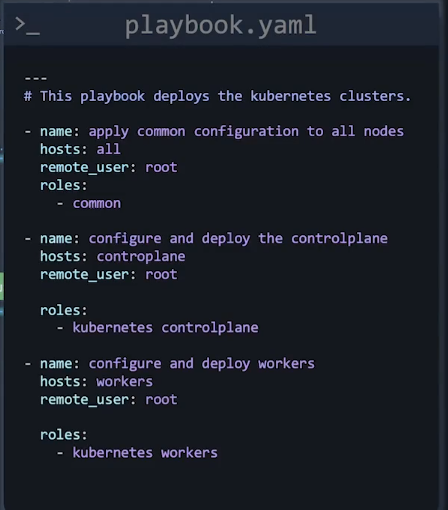 >_ playbook.yaml
---
# This playbook deploys the kubernetes clusters.
- name: apply common configuration to all nodes
  hosts: all
  remote_user: root
  roles:
    - common
- name: configure and deploy the controlplane
  hosts: controplane
  remote_user: root
  roles:
    - kubernetes controlplane
- name: configure and deploy workers
  hosts: workers
  remote_user: root
  roles:
    - kubernetes workers